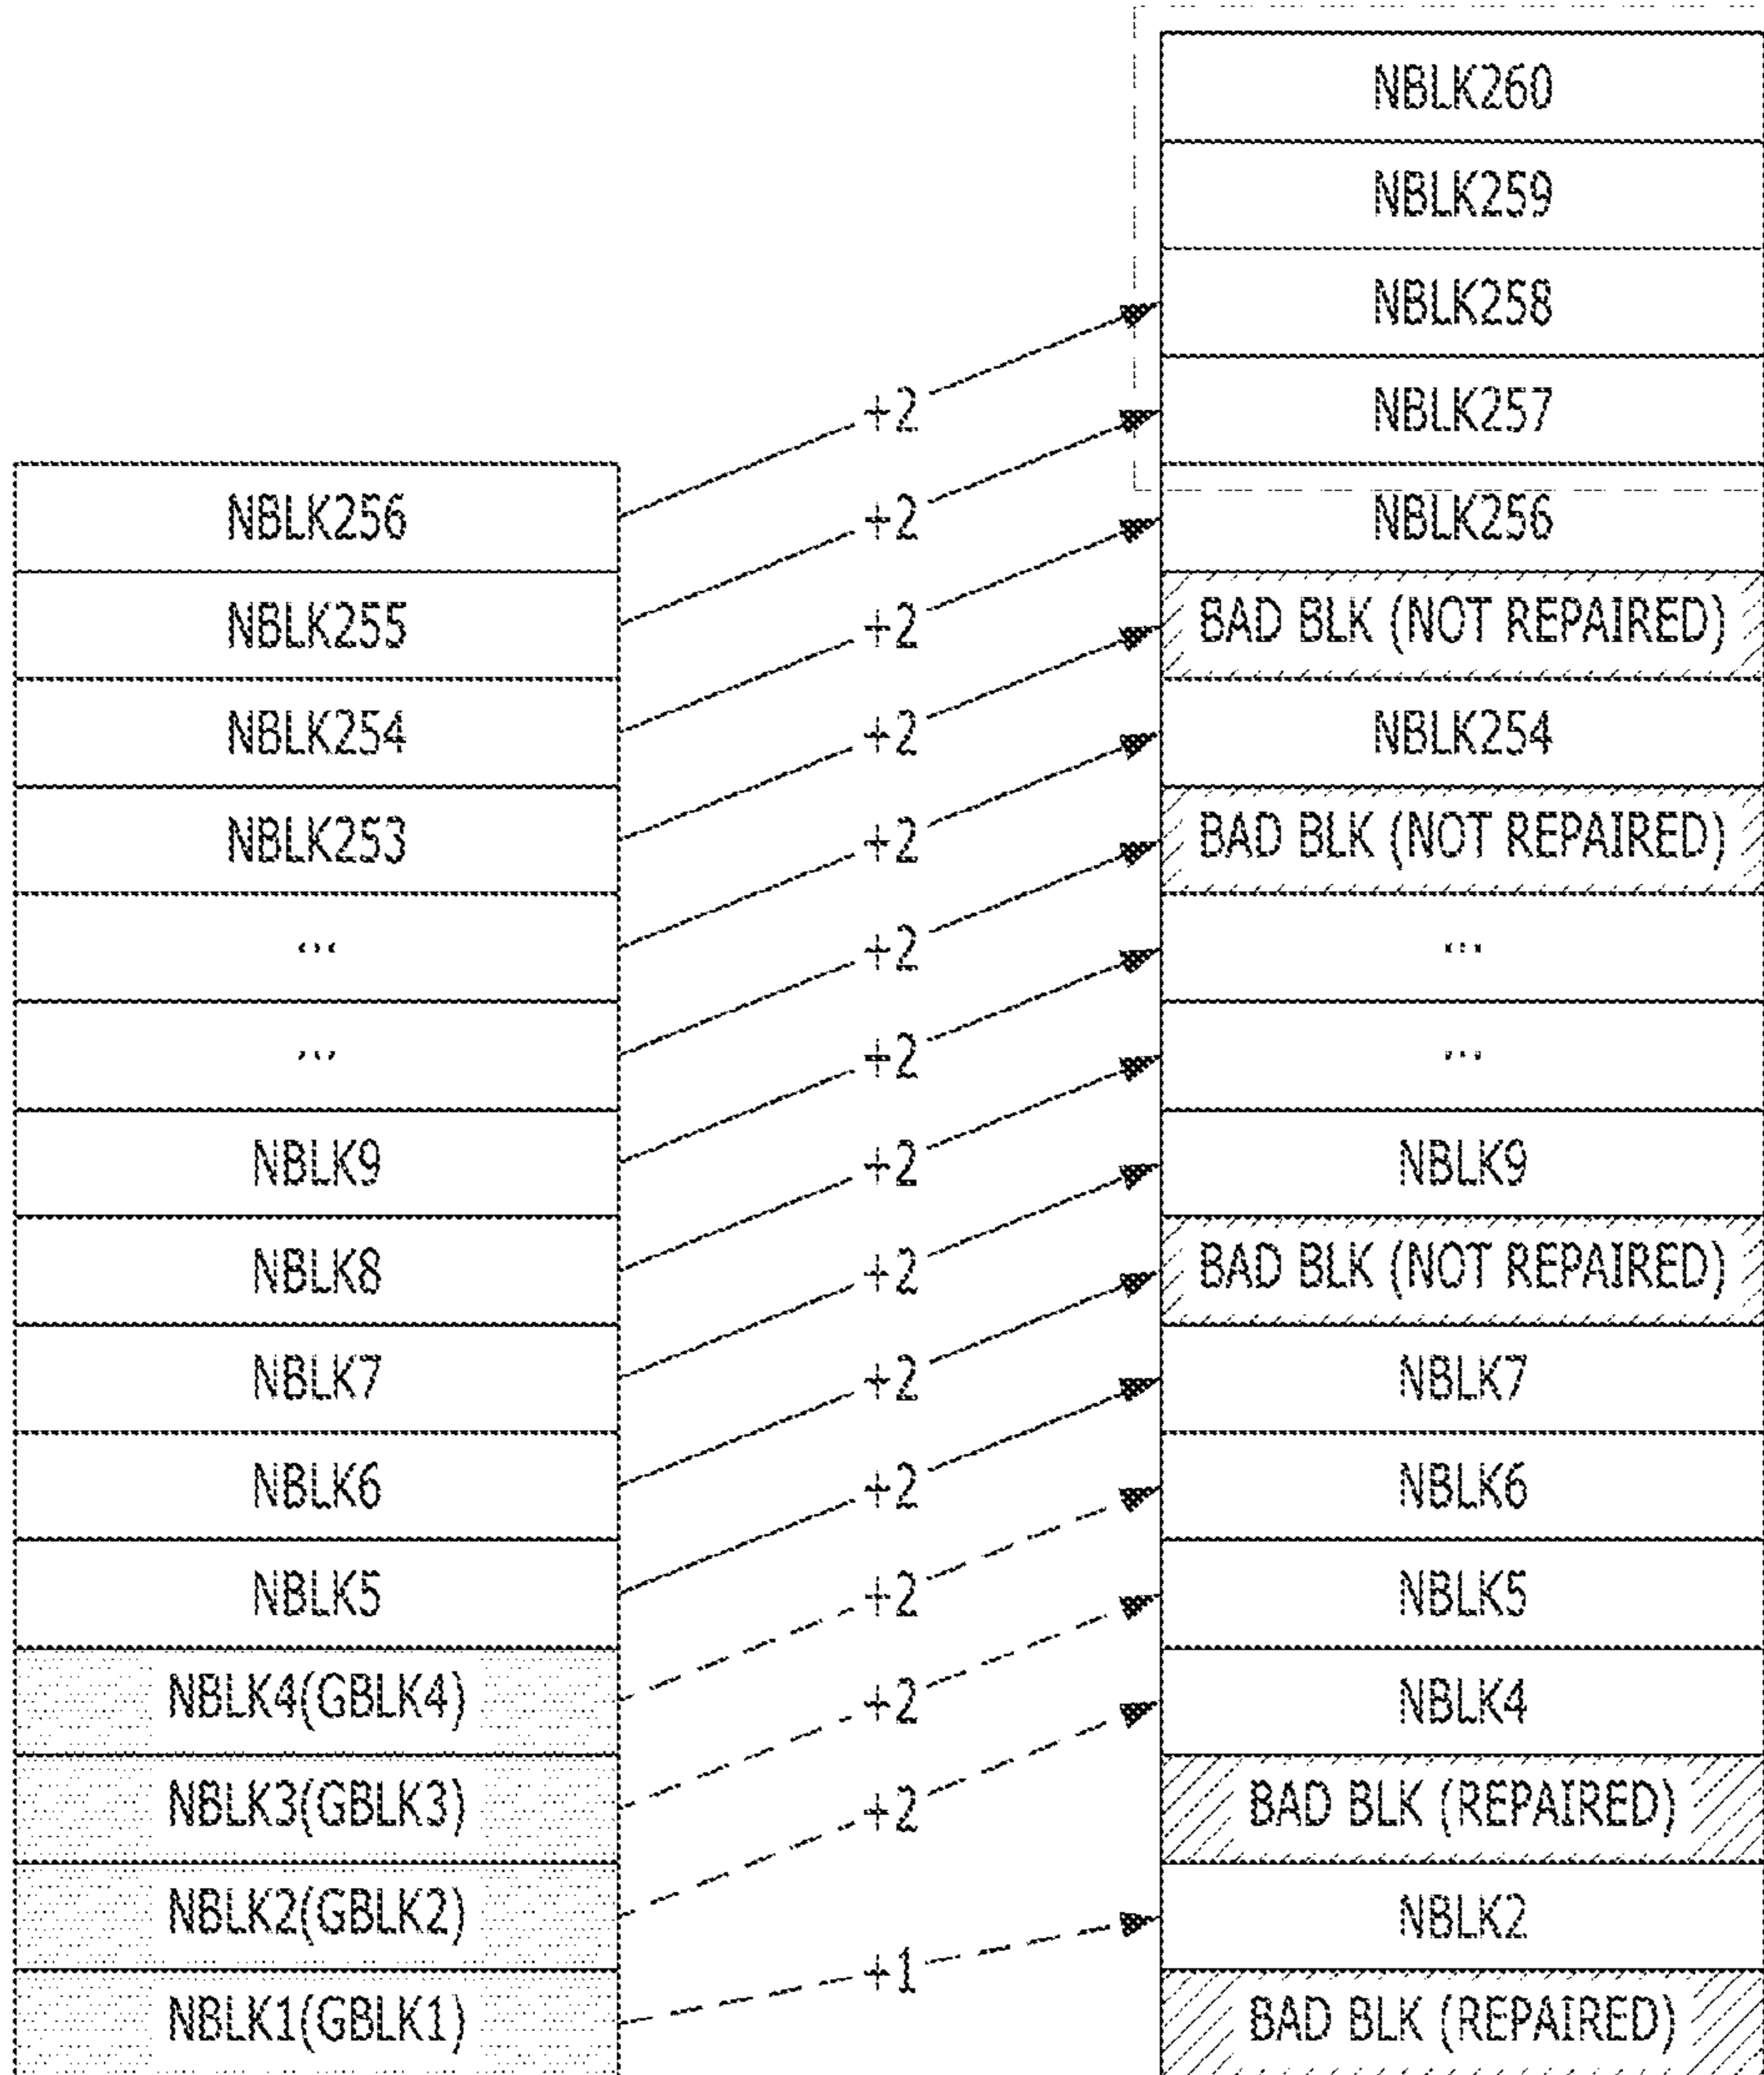 NBLK256
NBLK255
NBLK254
NBLK253
...
...
NBLK9
NBLK8
NBLK7
NBLK6
NBLK5
NBLK4(GBLK4)
NBLK3(GBLK3)
NBLK2(GBLK2)
NBLK1(GBLK1)
+2
+2
+2
+2
+2
+2
+2
+2
+2
+2
+2
+2
+2
+2
+1
NBLK260
NBLK259
NBLK258
NBLK257
NBLK256
BAD BLK (NOT REPAIRED)
NBLK254
BAD BLK (NOT REPAIRED)
...
...
NBLK9
BAD BLK (NOT REPAIRED)
NBLK7
NBLK6
NBLK5
NBLK4
BAD BLK (REPAIRED)
NBLK2
BAD BLK (REPAIRED)